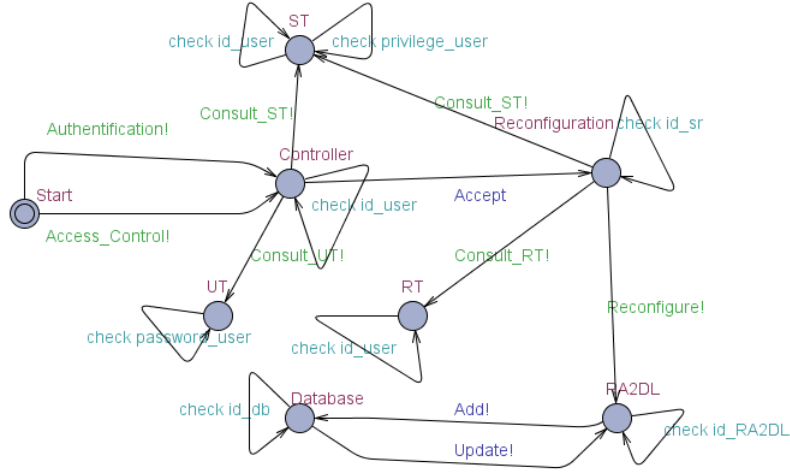 ST
check id_user
check privilege_user
Consult_ST!
Consult_ST!
Reconfiguration
check id_sr
Authentification!
Controller
Start
check id_user
Accept
Access_Control!
Consult_UT!
Consult_RT!
UT
RT
check password_user
check id_user
Reconfigure!
Database
RA2DL
check id_db
Add!
check id_RA2DL
Update!